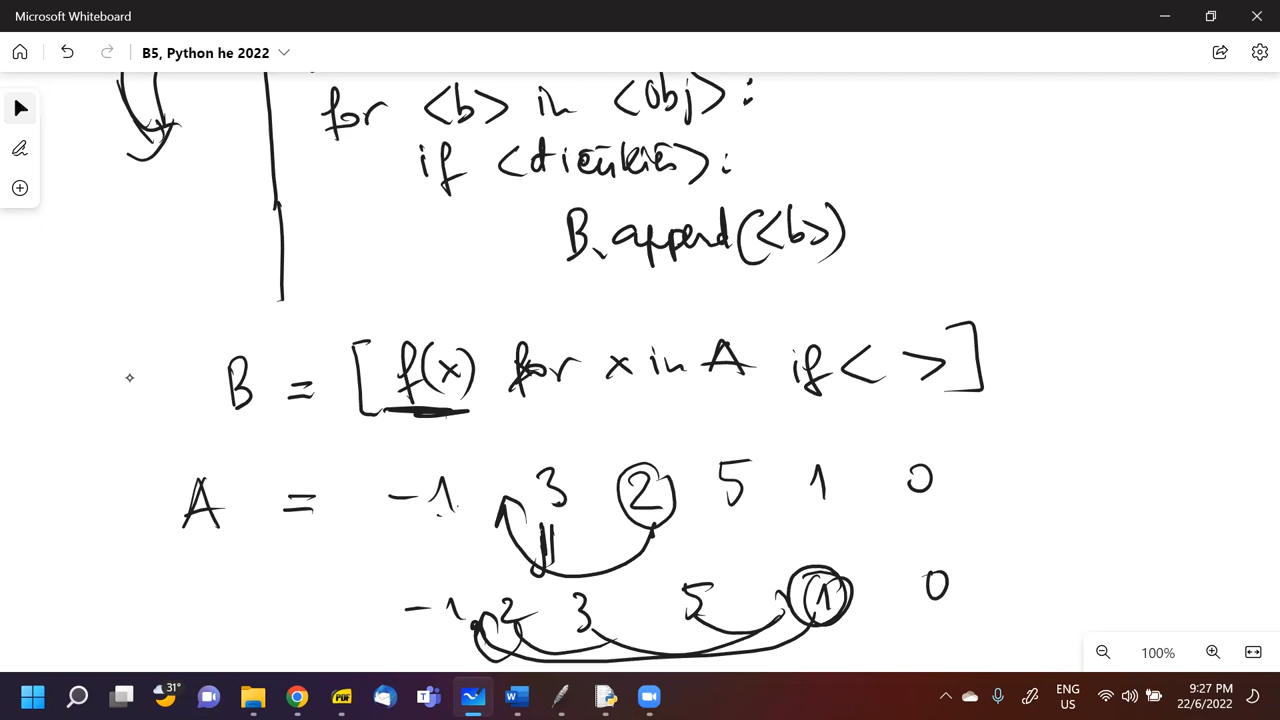 Microsoft Whiteboard
B5, Python he 2022
for <b> in <obj>:
if <điều kiện>:
B.append(<b>)
B = [f(x) for x in A if < >]
A = -1 3 2 5 1 0
-1 2 3 5 1 0
100%
31°
PDF
W
ENG
US
9:27 PM
22/6/2022